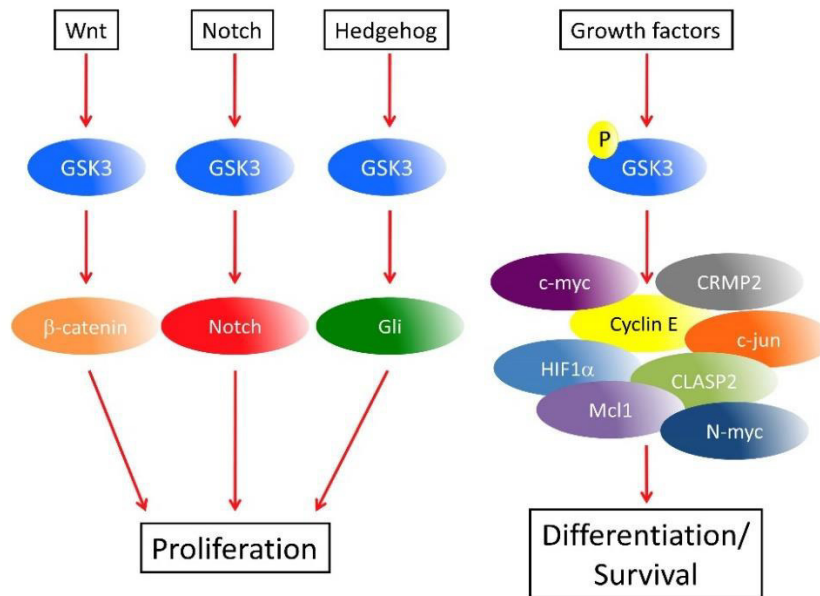 Wnt
Notch
Hedgehog
Growth factors
GSK3
GSK3
GSK3
P
GSK3
β-catenin
Notch
Gli
c-myc
CRMP2
Cyclin E
c-jun
HIF1α
CLASP2
Mcl1
N-myc
Proliferation
Differentiation/
Survival